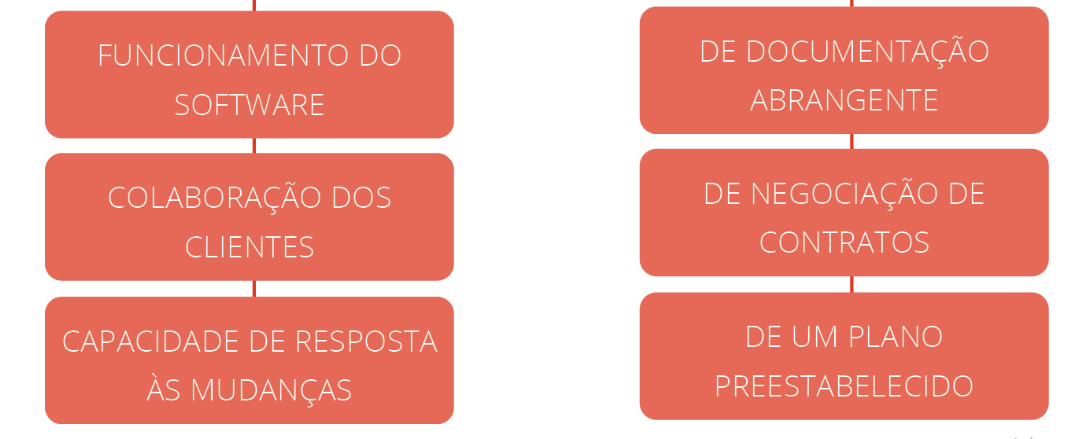 FUNCIONAMENTO DO
SOFTWARE
COLABORAÇÃO DOS
CLIENTES
CAPACIDADE DE RESPOSTA
ÀS MUDANÇAS
DE DOCUMENTAÇÃO
ABRANGENTE
DE NEGOCIAÇÃO DE
CONTRATOS
DE UM PLANO
PREESTABELECIDO